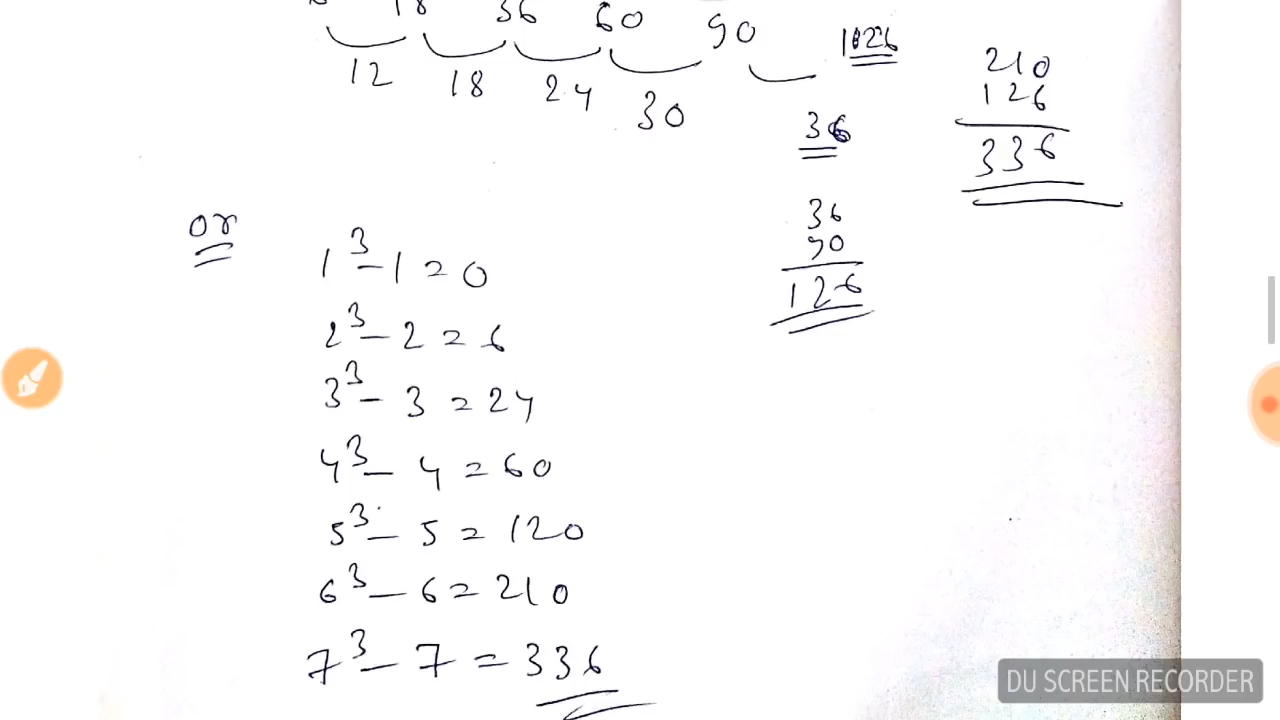 18 36 60 90 126
12 18 24 30 36
210
126
336
36
90
126
or
1³ - 1 = 0
2³ - 2 = 6
3³ - 3 = 24
4³ - 4 = 60
5³ - 5 = 120
6³ - 6 = 210
7³ - 7 = 336
DU SCREEN RECORDER